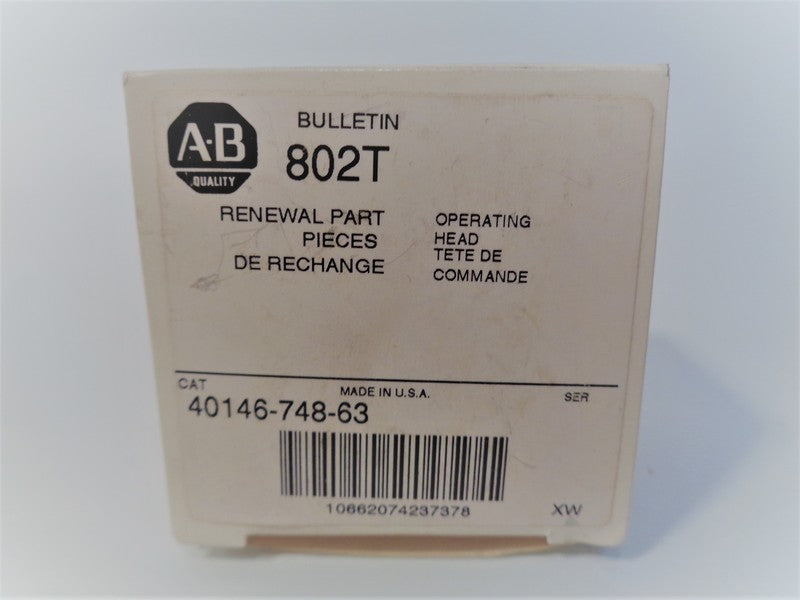 A·B
QUALITY
BULLETIN
802T
RENEWAL PART
PIECES
DE RECHANGE
OPERATING
HEAD
TETE DE
COMMANDE
CAT
MADE IN U.S.A.
SER
40146-748-63
10662074237378
XW